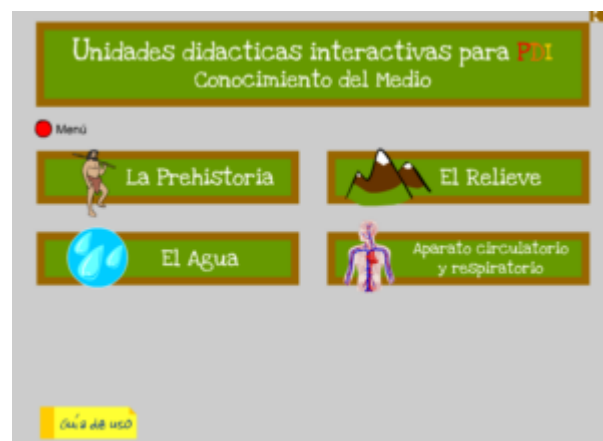 Unidades didacticas interactivas para PDI
Conocimiento del Medio
Menú
La Prehistoria
El Relieve
El Agua
Aparato circulatorio
y respiratorio
Guía de uso